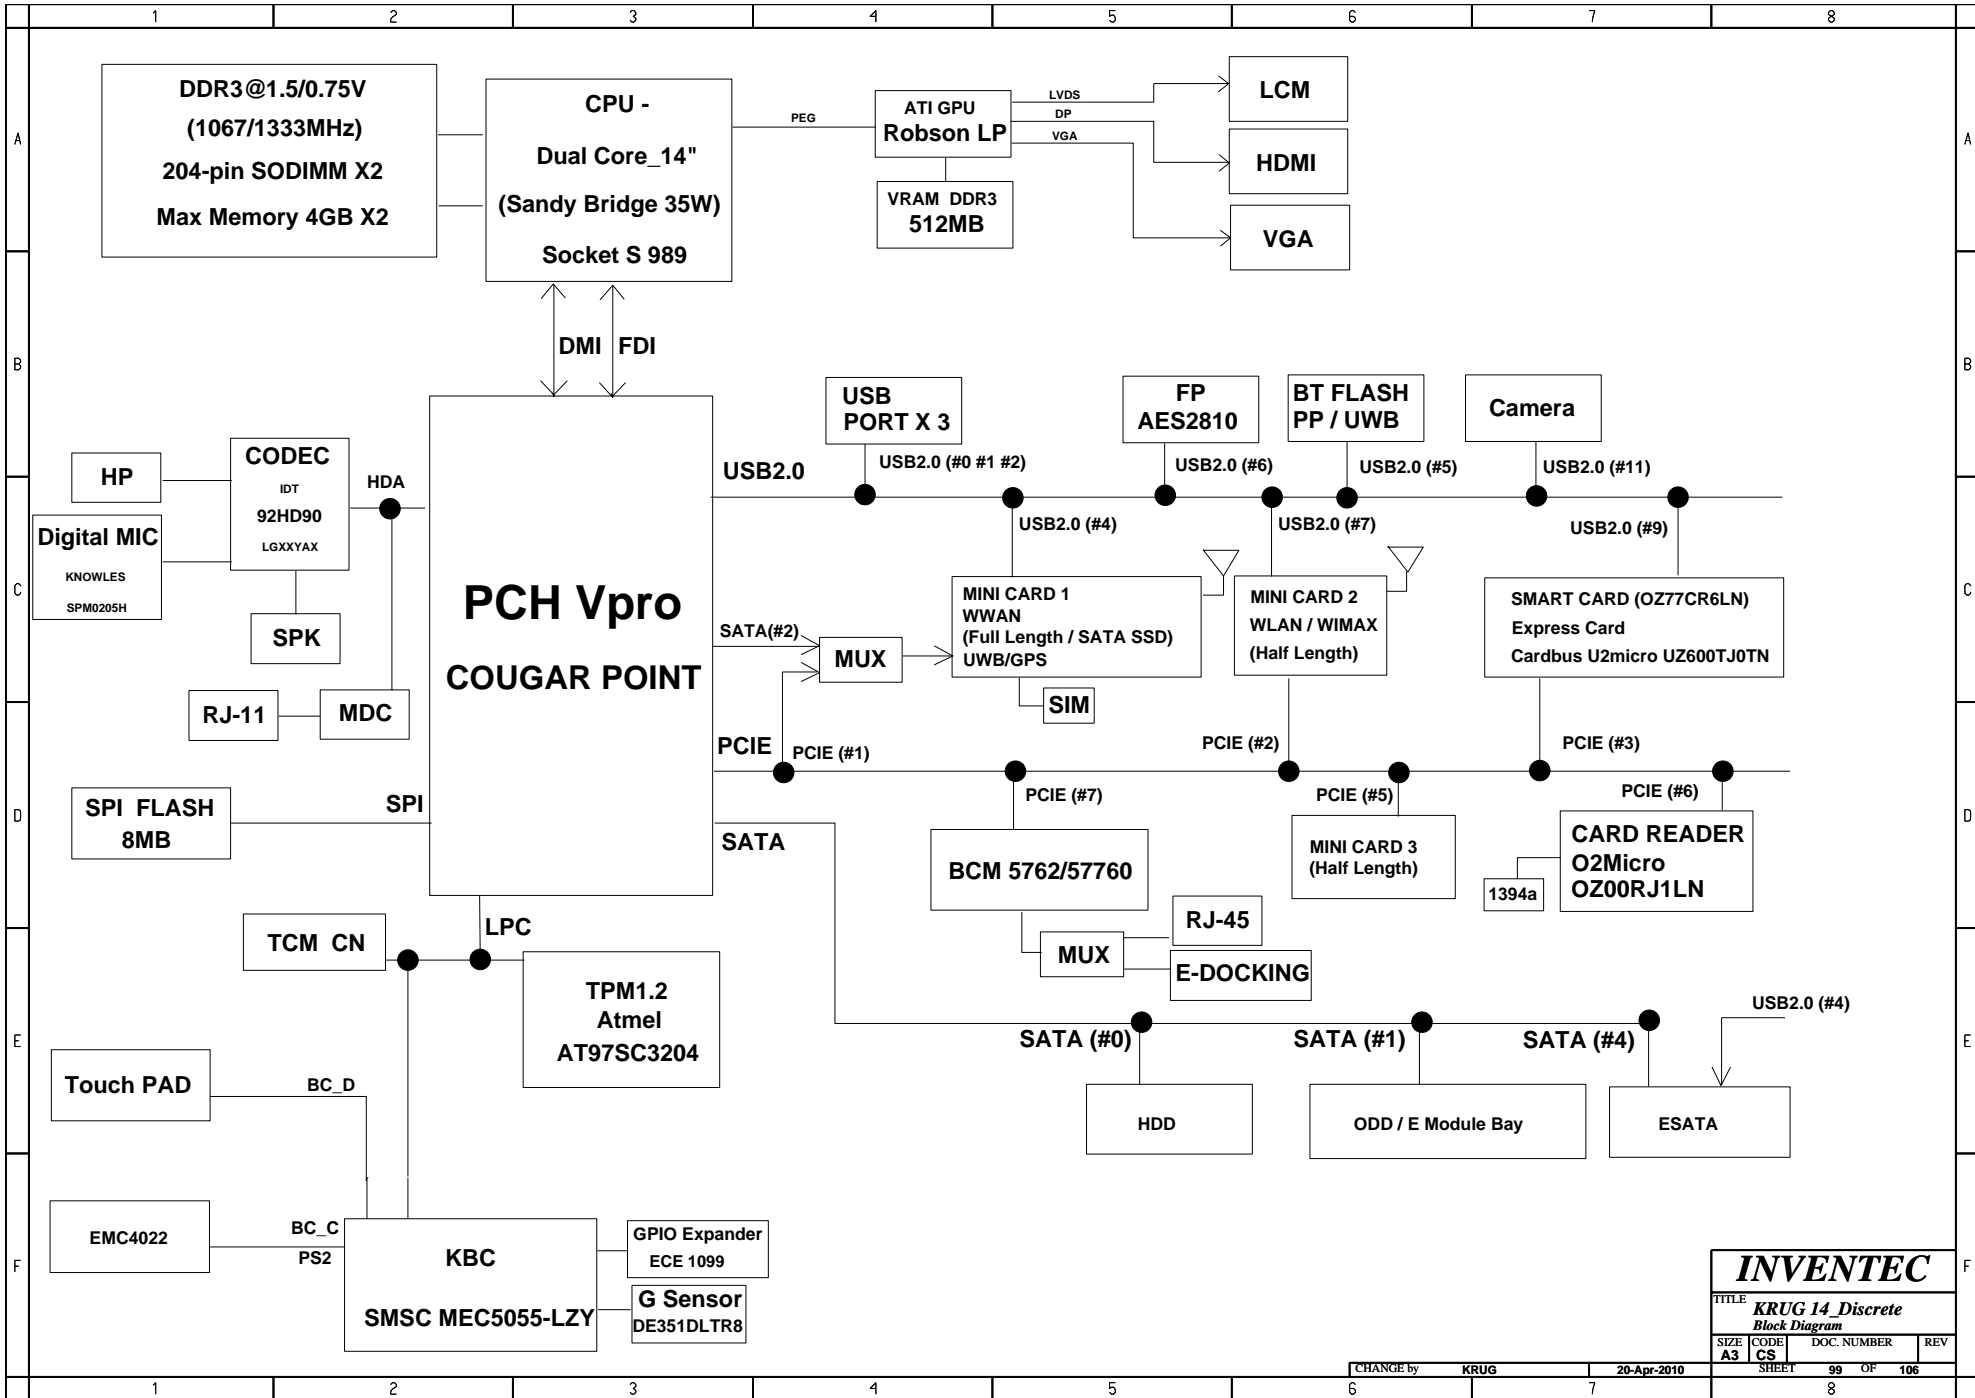 1 2 3 4 5 6 7 8
A
B
C
D
E
F
DDR3@1.5/0.75V
(1067/1333MHz)
204-pin SODIMM X2
Max Memory 4GB X2
CPU -
Dual Core_14"
(Sandy Bridge 35W)
Socket S 989
PEG
ATI GPU
Robson LP
VRAM DDR3
512MB
LVDS
DP
VGA
LCM
HDMI
VGA
DMI FDI
USB
PORT X 3
FP
AES2810
BT FLASH
PP / UWB
Camera
USB2.0
USB2.0 (#0 #1 #2)
USB2.0 (#6)
USB2.0 (#5)
USB2.0 (#11)
USB2.0 (#4)
USB2.0 (#7)
USB2.0 (#9)
HP
CODEC
IDT
92HD90
LGXXYAX
HDA
Digital MIC
KNOWLES
SPM0205H
SPK
RJ-11
MDC
PCH Vpro
COUGAR POINT
SATA(#2)
MUX
MINI CARD 1
WWAN
(Full Length / SATA SSD)
UWB/GPS
SIM
MINI CARD 2
WLAN / WIMAX
(Half Length)
SMART CARD (OZ77CR6LN)
Express Card
Cardbus U2micro UZ600TJ0TN
PCIE
PCIE (#1)
PCIE (#2)
PCIE (#3)
PCIE (#7)
PCIE (#5)
PCIE (#6)
SPI FLASH
8MB
SPI
SATA
BCM 5762/57760
MINI CARD 3
(Half Length)
CARD READER
O2Micro
OZ00RJ1LN
1394a
RJ-45
MUX
E-DOCKING
LPC
TCM CN
TPM1.2
Atmel
AT97SC3204
SATA (#0)
SATA (#1)
SATA (#4)
USB2.0 (#4)
HDD
ODD / E Module Bay
ESATA
Touch PAD
BC_D
EMC4022
BC_C
PS2
KBC
SMSC MEC5055-LZY
GPIO Expander
ECE 1099
G Sensor
DE351DLTR8
INVENTEC
TITLE
KRUG 14_Discrete
Block Diagram
SIZE CODE DOC. NUMBER REV
A3 CS
CHANGE by KRUG 20-Apr-2010 SHEET 99 OF 106
A
B
C
D
E
F
1 2 3 4 5 6 7 8